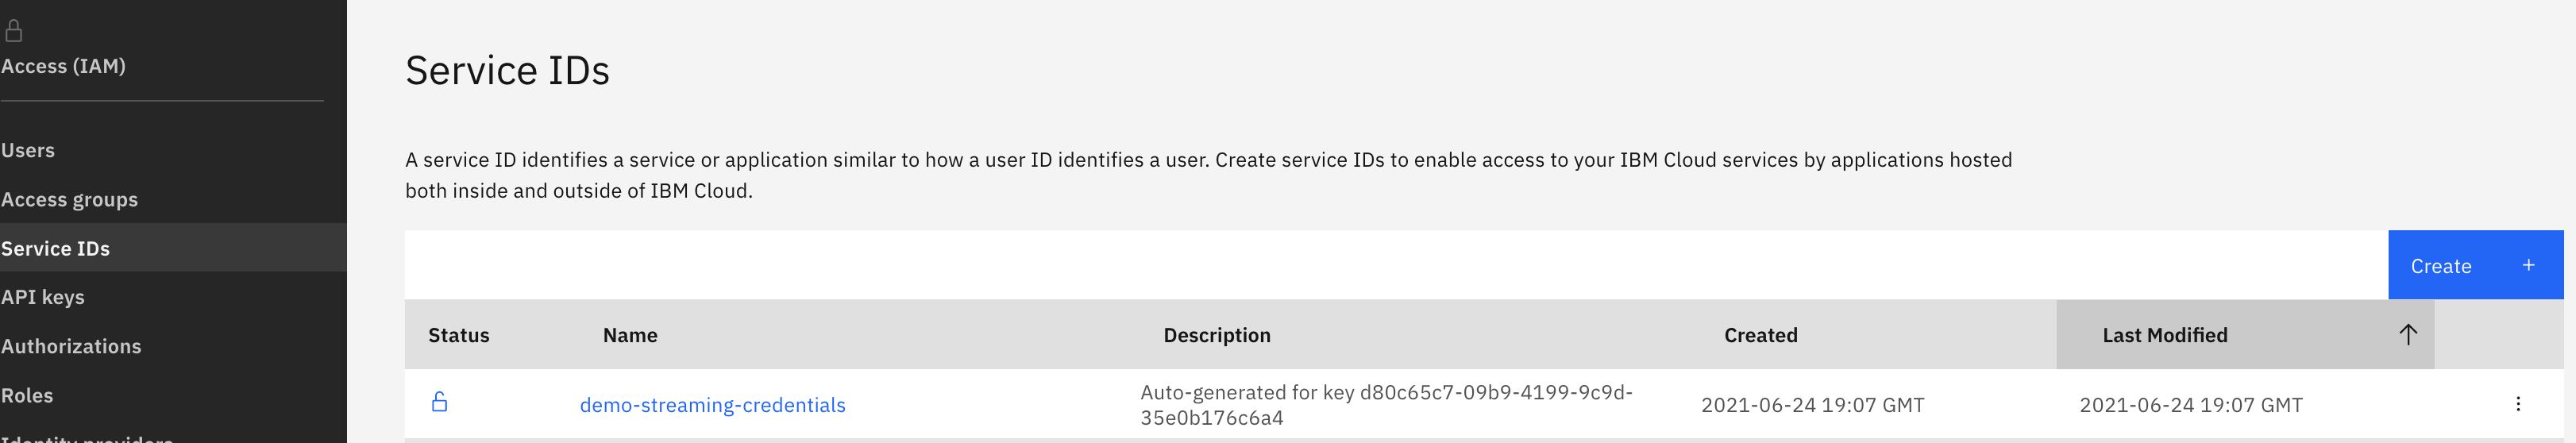 Access (IAM)
Users
Access groups
Service IDs
API keys
Authorizations
Roles
Identity providers
Service IDs
A service ID identifies a service or application similar to how a user ID identifies a user. Create service IDs to enable access to your IBM Cloud services by applications hosted
both inside and outside of IBM Cloud.
Create +
Status Name Description Created Last Modified
demo-streaming-credentials
Auto-generated for key d80c65c7-09b9-4199-9c9d-
35e0b176c6a4
2021-06-24 19:07 GMT
2021-06-24 19:07 GMT